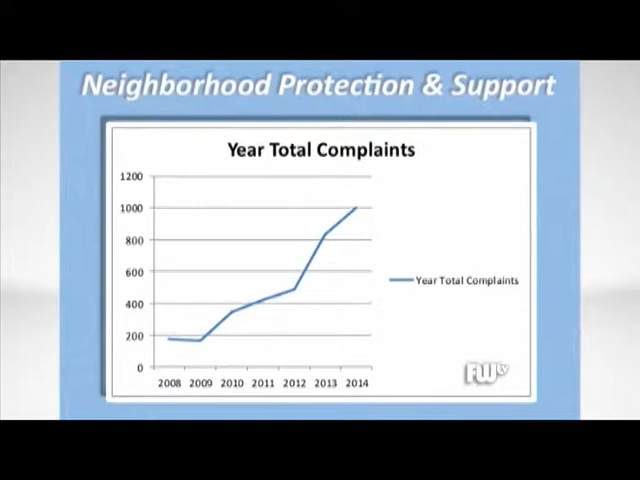 Neighborhood Protection & Support
Year Total Complaints
1200
1000
800
600
400
200
0
2008 2009 2010 2011 2012 2013 2014
Year Total Complaints
FWtv